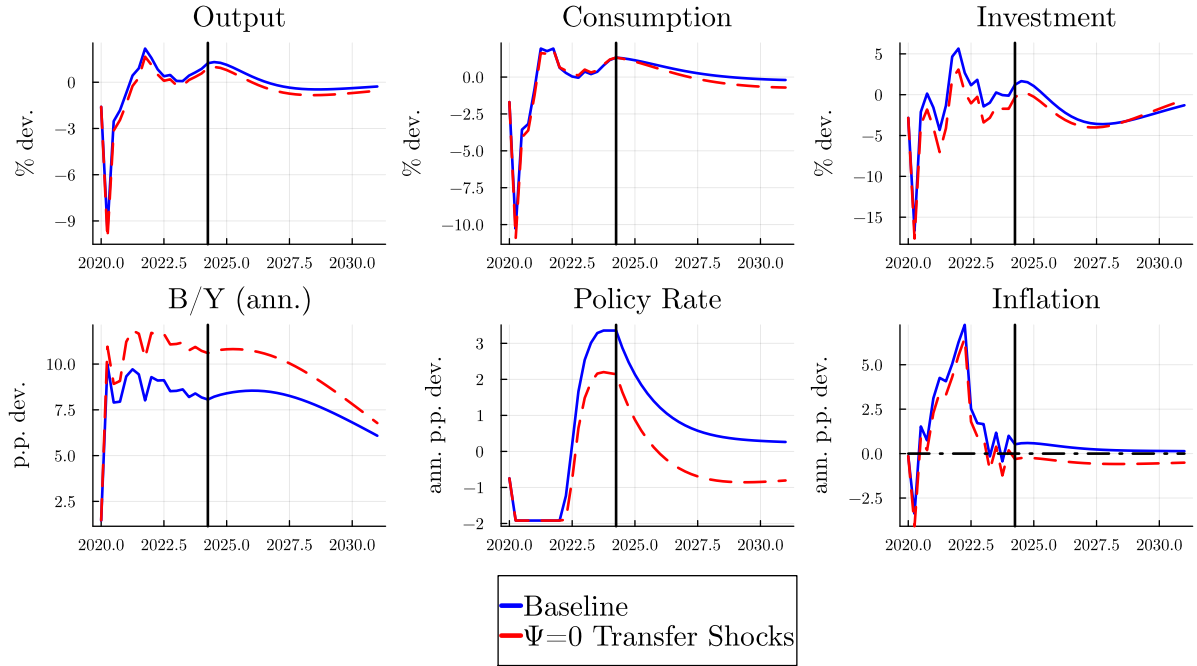 Output
% dev.
0
−3
−6
−9
2020.0 2022.5 2025.0 2027.5 2030.0
Consumption
% dev.
0.0
−2.5
−5.0
−7.5
−10.0
2020.0 2022.5 2025.0 2027.5 2030.0
Investment
% dev.
5
0
−5
−10
−15
2020.0 2022.5 2025.0 2027.5 2030.0
B/Y (ann.)
p.p. dev.
10.0
7.5
5.0
2.5
2020.0 2022.5 2025.0 2027.5 2030.0
Policy Rate
ann. p.p. dev.
3
2
1
0
−1
−2
2020.0 2022.5 2025.0 2027.5 2030.0
Inflation
ann. p.p. dev.
5.0
2.5
0.0
−2.5
2020.0 2022.5 2025.0 2027.5 2030.0
Baseline
Ψ=0 Transfer Shocks